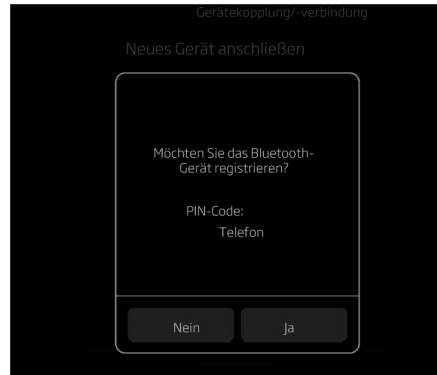 Gerätekopplung/-verbindung
Neues Gerät anschließen
Möchten Sie das Bluetooth-
Gerät registrieren?
PIN-Code:
Telefon
Nein
Ja